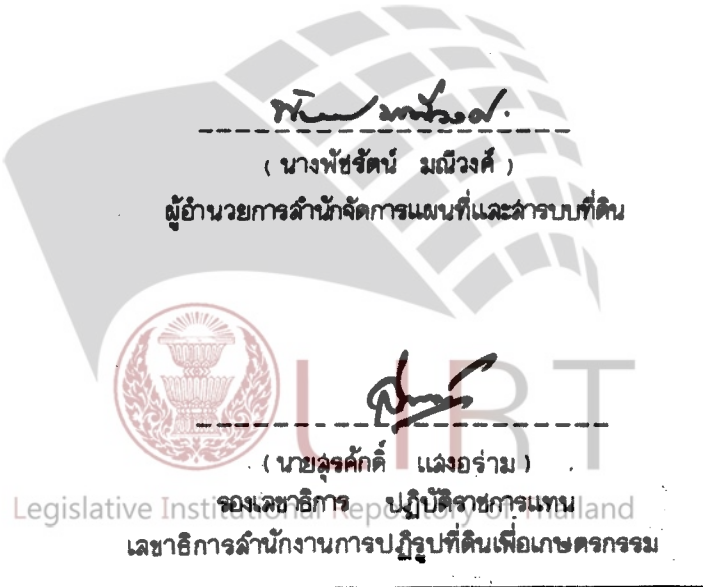 ( นางพัชรัตน์ มณีวงศ์ )
ผู้อำนวยการสำนักจัดการแผนที่และสารบบที่ดิน
LIRT
( นายสุรศักดิ์ แสงอร่าม )
รองเลขาธิการ ปฏิบัติราชการแทน
Legislative Institutional Repository of Thailand
เลขาธิการสำนักงานการปฏิรูปที่ดินเพื่อเกษตรกรรม